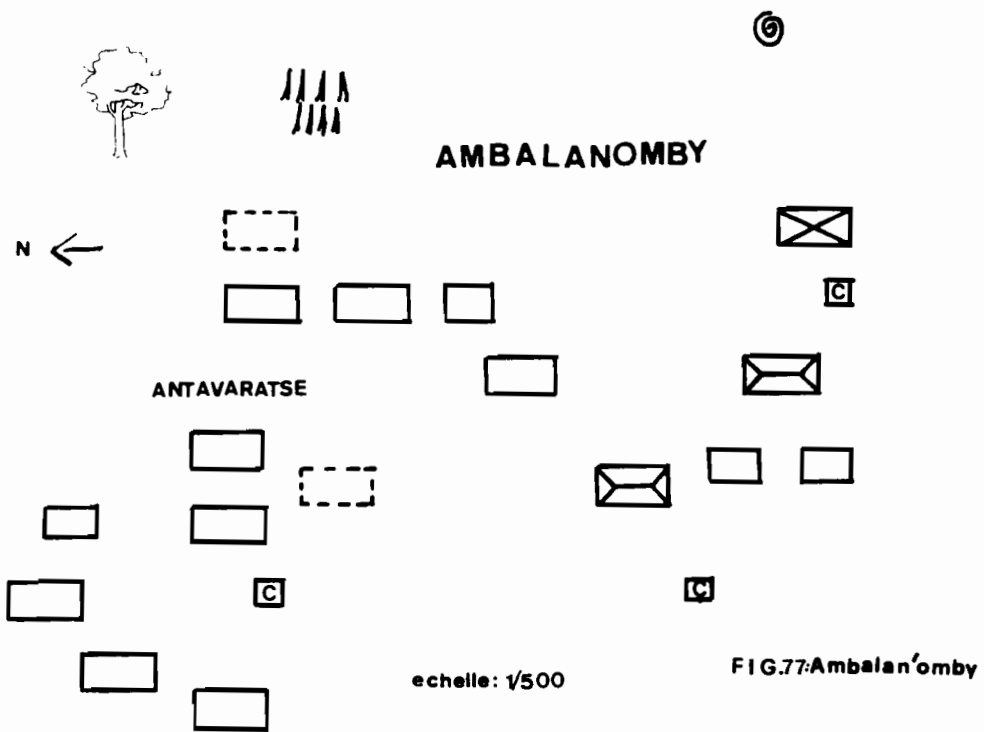 AMBALANOMBY
N
C
ANTAVARATSE
C
C
echelle: 1/500
FIG.77:Ambalan'omby